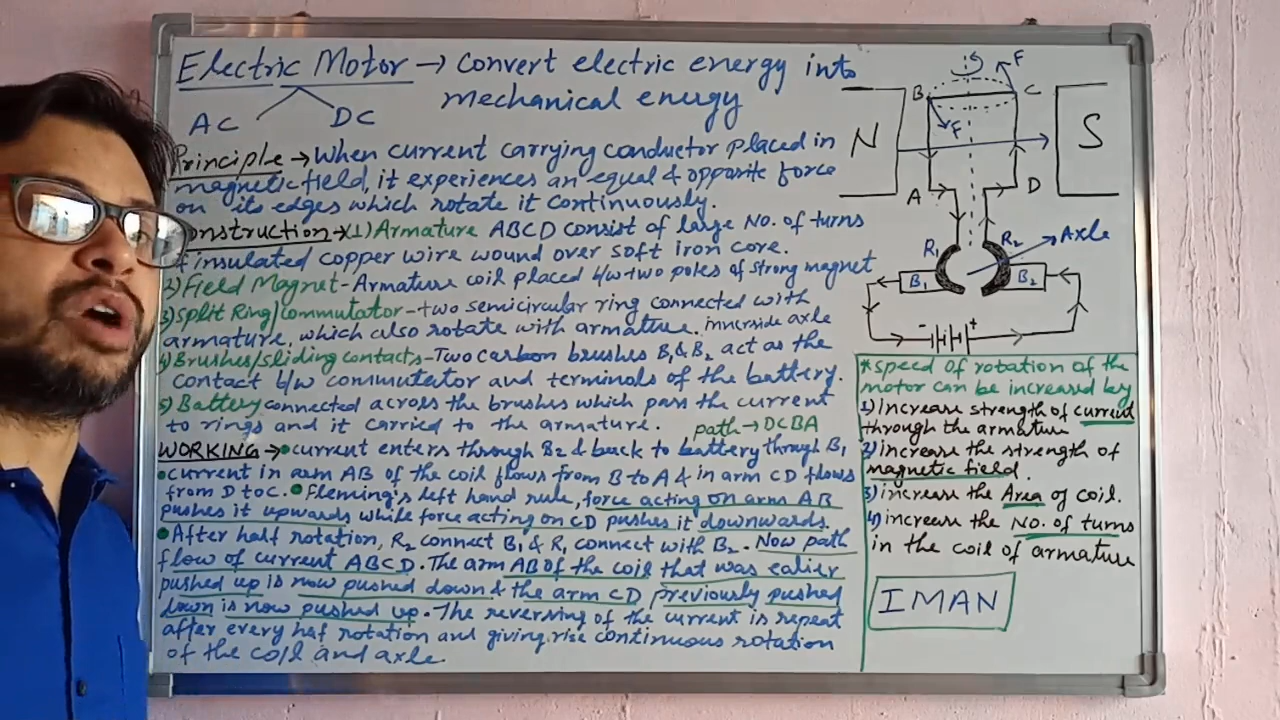 Electric Motor → Convert electric energy into
mechanical energy
AC DC
Principle → When current carrying conductor placed in
magnetic field, it experiences an equal & opposite force
on its edges which rotate it continuously.
Construction → 1) Armature ABCD consist of large No. of turns
of insulated copper wire wound over soft iron core.
2) Field Magnet - Armature coil placed b/w two poles of strong magnet
3) Split Ring/Commutator - two semicircular ring connected with
armature, which also rotate with armature. innerside axle
4) Brushes/Sliding contacts - Two carbon brushes B1 & B2 act as the
contact b/w commutator and terminals of the battery.
5) Battery connected across the brushes which pass the current
to rings and it carried to the armature. path → DCBA
WORKING → • current enters through B2 & back to battery through B1
• current in arm AB of the coil flows from B to A & in arm CD flows
from D to C. • Fleming's left hand rule, force acting on arm AB
pushes it upwards while force acting on CD pushes it downwards.
• After half rotation, R2 connect B1 & R1 connect with B2. Now path
flow of current ABCD. The arm AB of the coil that was ealier
pushed up is now pushed down & the arm CD previously pushed
down is now pushed up. The reversing of the current is repeat
after every half rotation and giving rise continuous rotation
of the coil and axle.
F
B C
F
N S
A D
R1 R2 Axle
B1 B2
- +
* speed of rotation of the
motor can be increased by
1) increase strength of current
through the armature
2) increase the strength of
magnetic field.
3) increase the Area of coil.
4) increase the No. of turns
in the coil of armature
IMAN